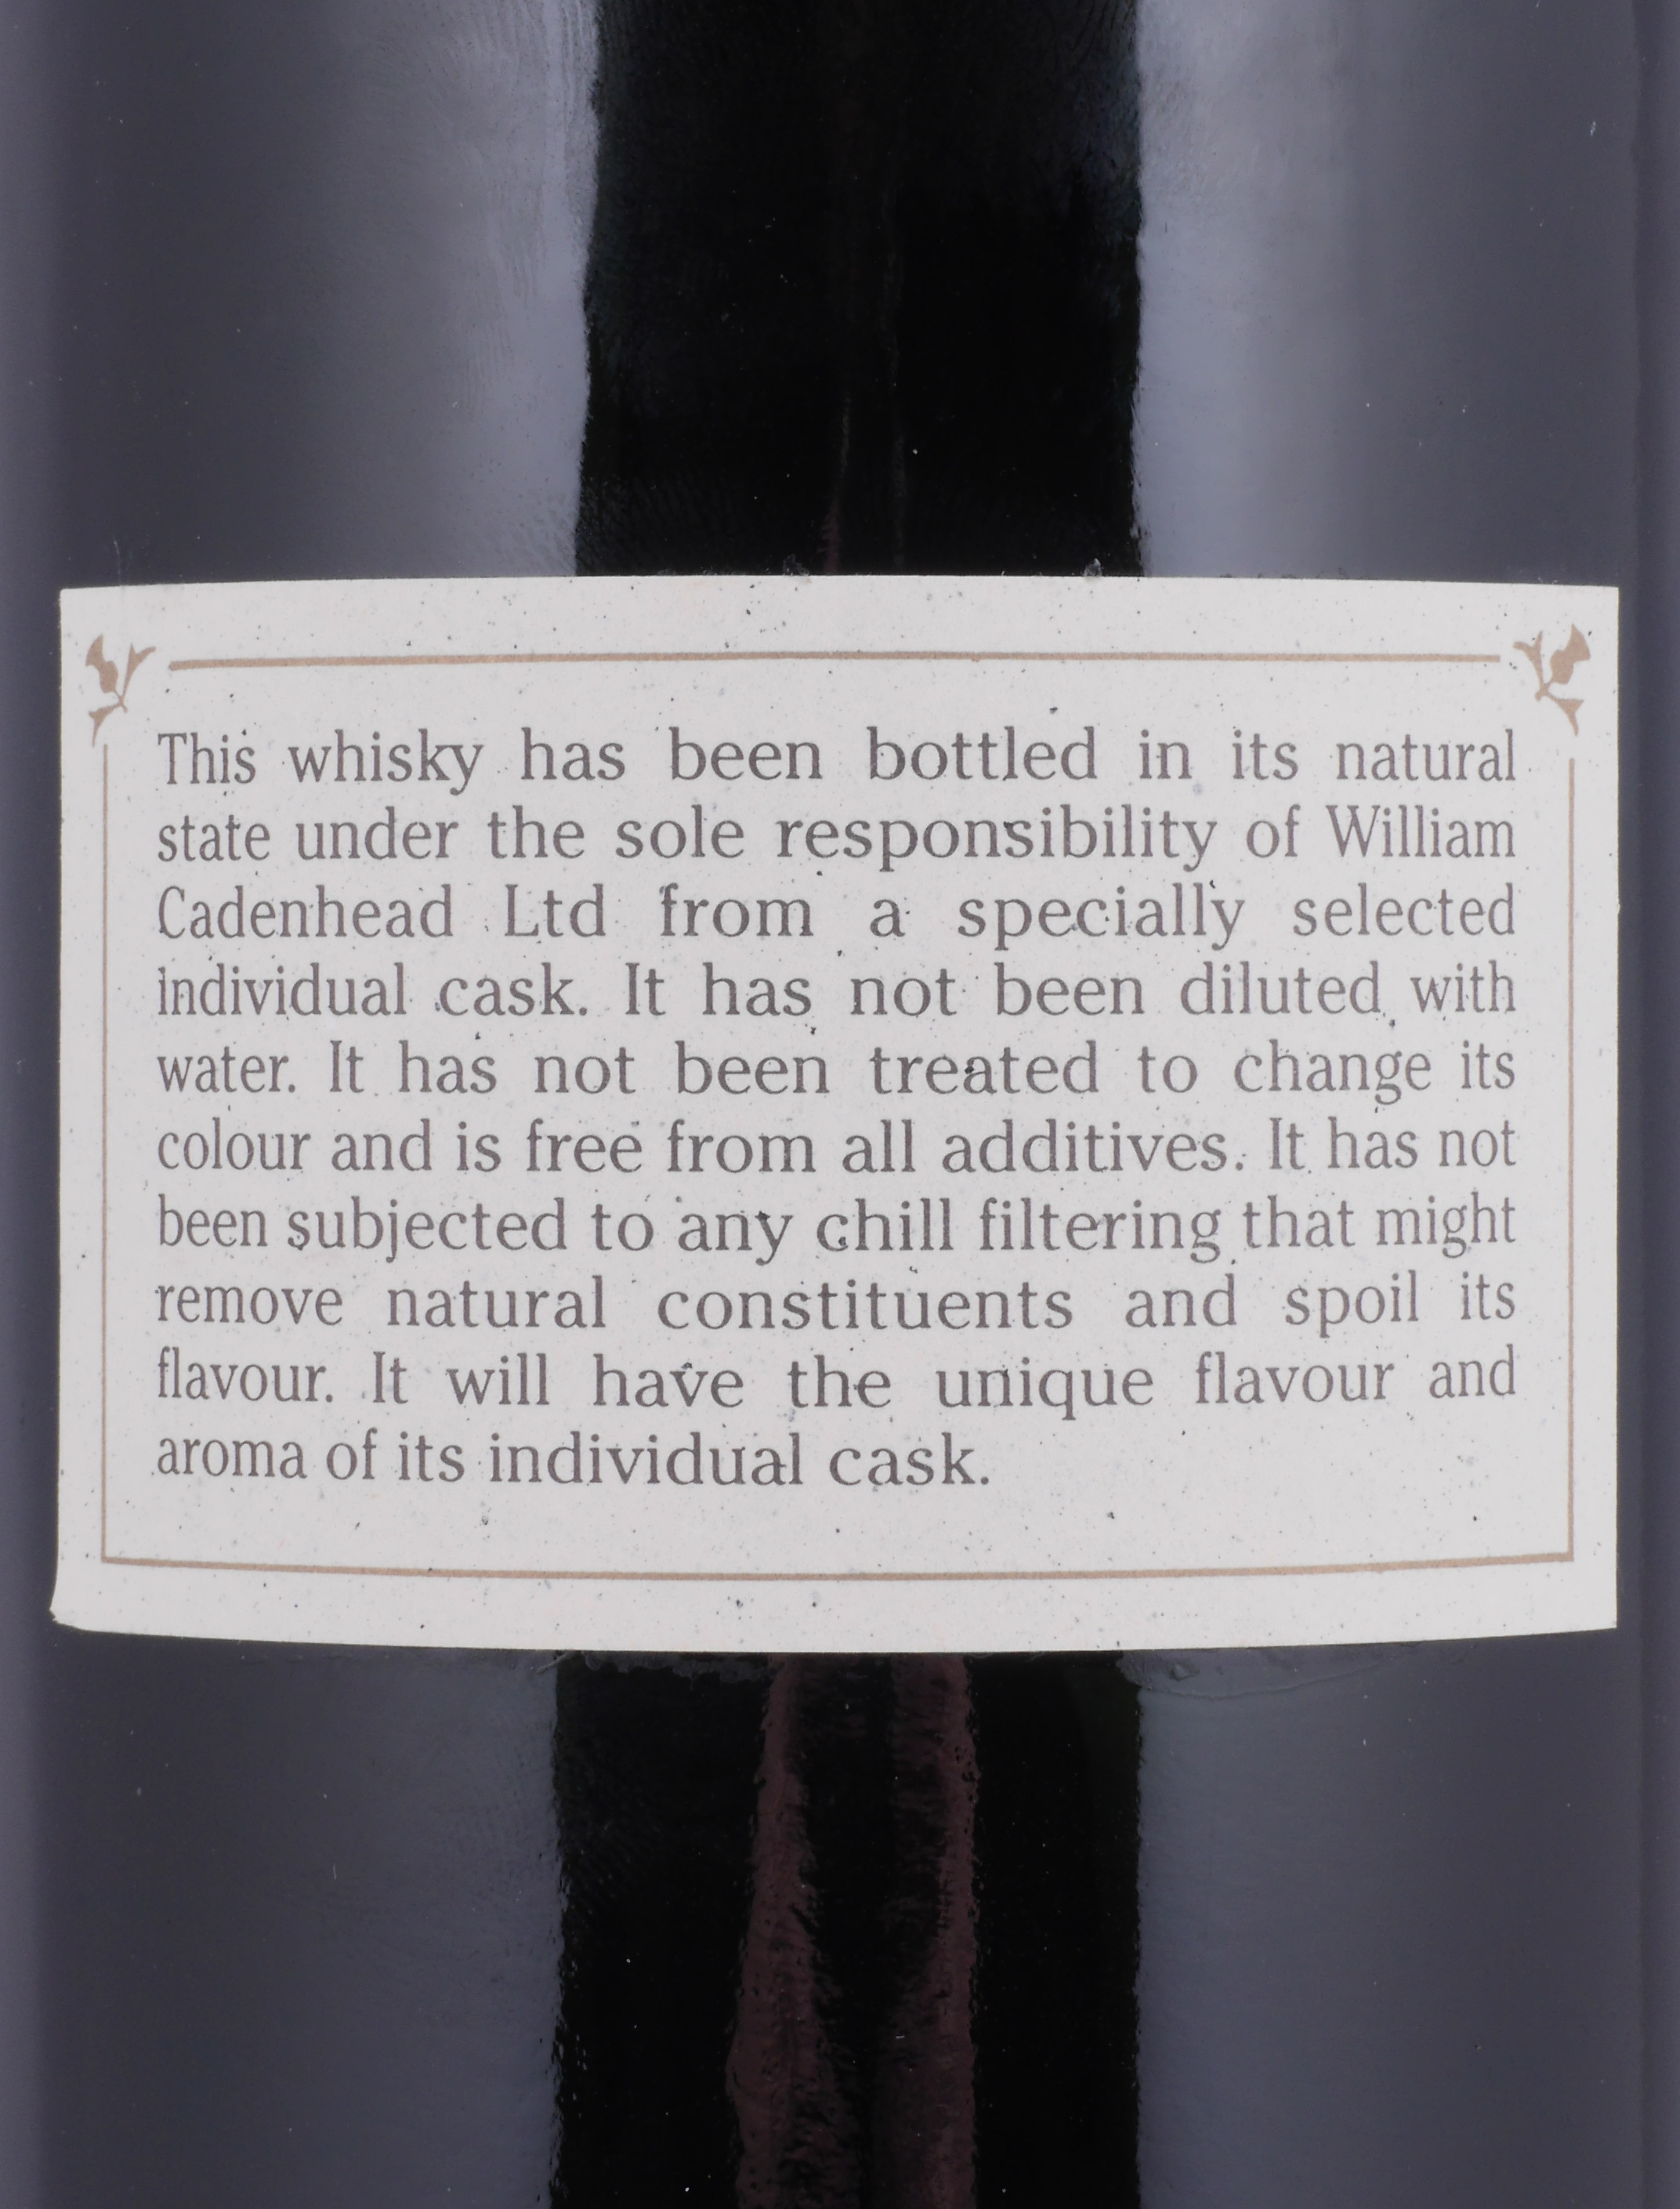 This whisky has been bottled in its natural
state under the sole responsibility of William
Cadenhead Ltd from a specially selected
individual cask. It has not been diluted with
water. It has not been treated to change its
colour and is free from all additives. It has not
been subjected to any chill filtering that might
remove natural constituents and spoil its
flavour. It will have the unique flavour and
aroma of its individual cask.